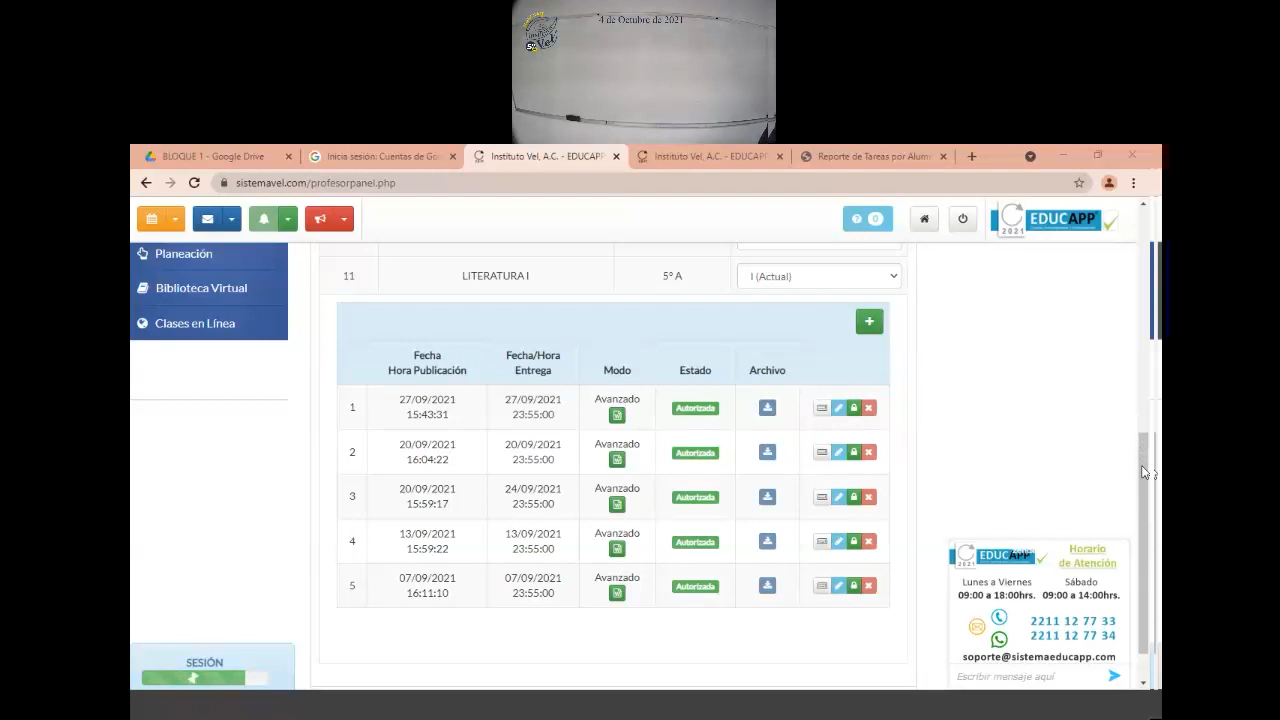 4 de Octubre de 2021
BLOQUE 1 - Google Drive
Inicia sesión: Cuentas de Go
Instituto Vel, A.C. - EDUCAPP
Instituto Vel, A.C. - EDUCAPP
Reporte de Tareas por Alum
sistemavel.com/profesorpanel.php
0
2021
EDUCAPP
Planeación
Biblioteca Virtual
Clases en Línea
11 LITERATURA I 5° A I (Actual)
Fecha Hora Publicación Fecha/Hora Entrega Modo Estado Archivo
1 27/09/2021 15:43:31 27/09/2021 23:55:00 Avanzado Autorizada
2 20/09/2021 16:04:22 20/09/2021 23:55:00 Avanzado Autorizada
3 20/09/2021 15:59:17 24/09/2021 23:55:00 Avanzado Autorizada
4 13/09/2021 15:59:22 13/09/2021 23:55:00 Avanzado Autorizada
5 07/09/2021 16:11:10 07/09/2021 23:55:00 Avanzado Autorizada
SESIÓN
2021
EDUCAPP
Horario
de Atención
Lunes a Viernes Sábado
09:00 a 18:00hrs. 09:00 a 14:00hrs.
2211 12 77 33
2211 12 77 34
soporte@sistemaeducapp.com
Escribir mensaje aquí